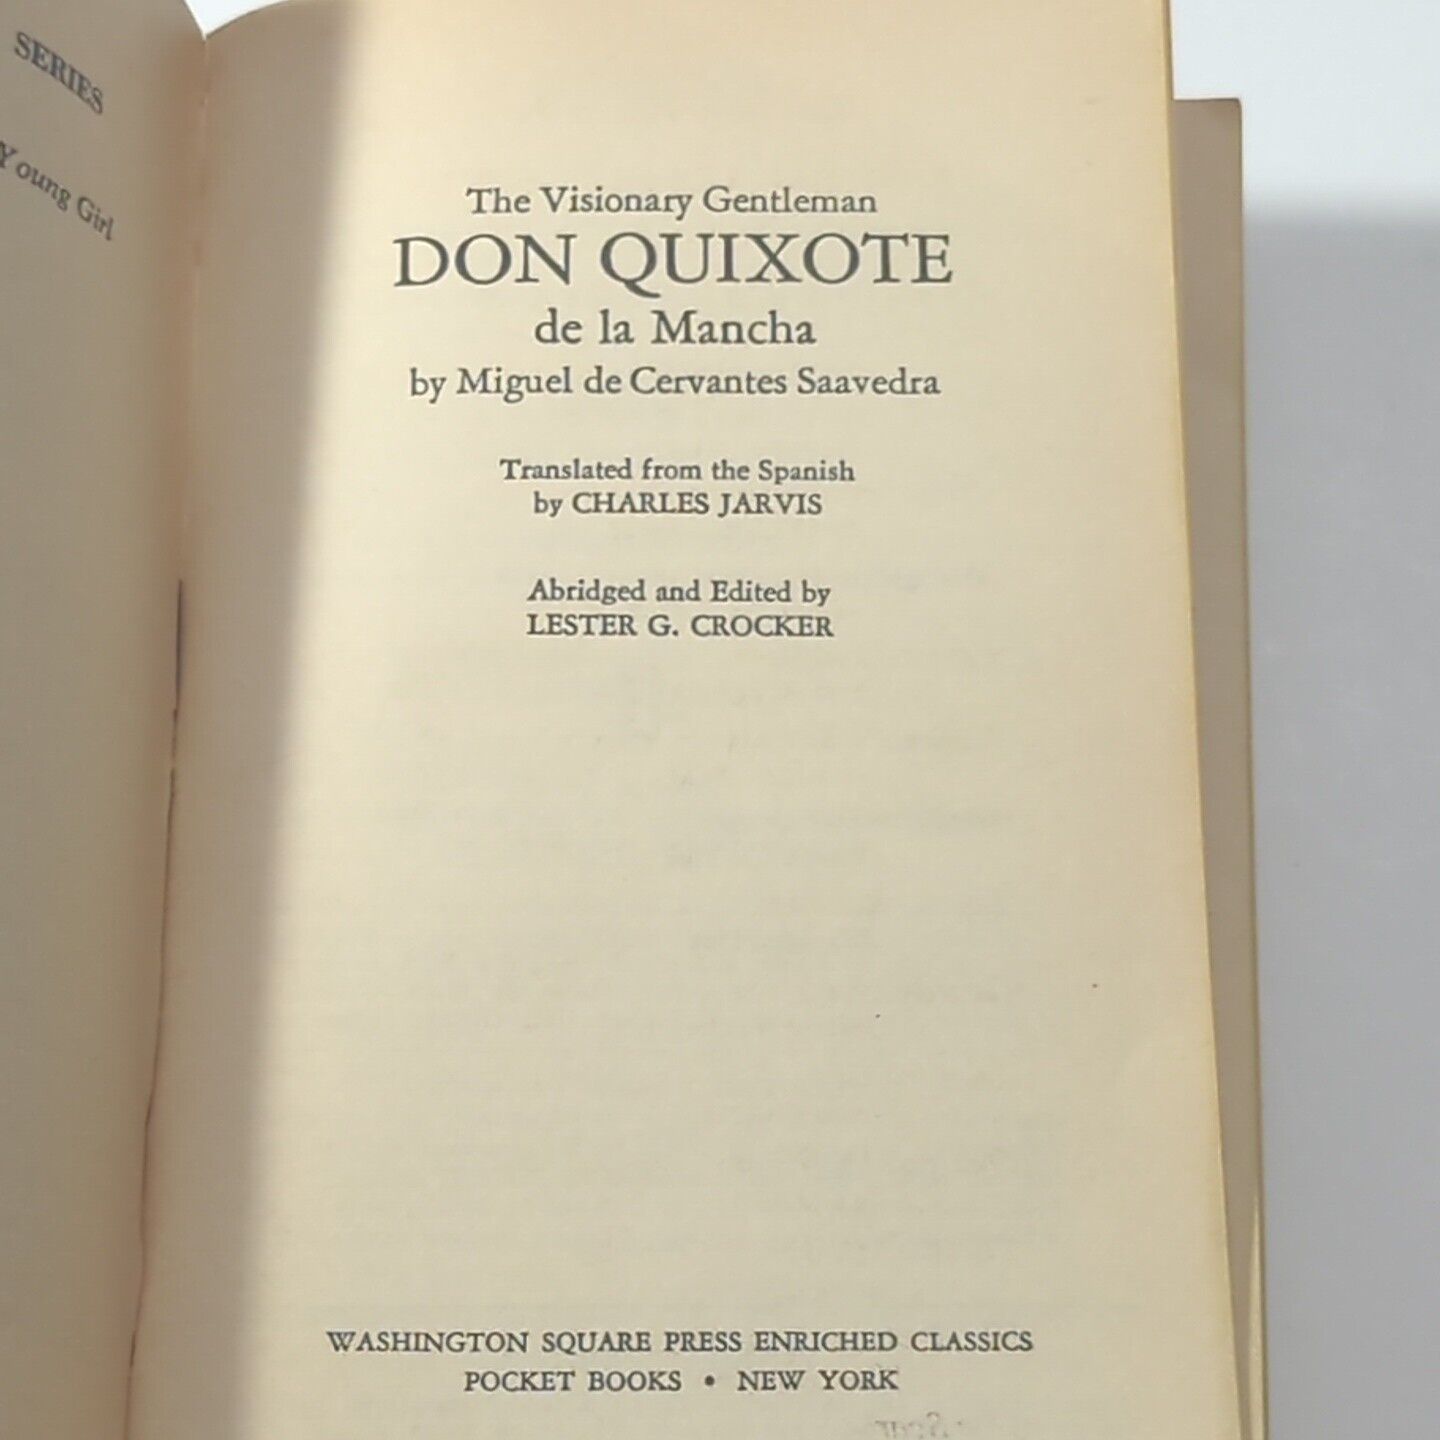 SERIES
Young Girl
The Visionary Gentleman
DON QUIXOTE
de la Mancha
by Miguel de Cervantes Saavedra
Translated from the Spanish
by CHARLES JARVIS
Abridged and Edited by
LESTER G. CROCKER
WASHINGTON SQUARE PRESS ENRICHED CLASSICS
POCKET BOOKS • NEW YORK